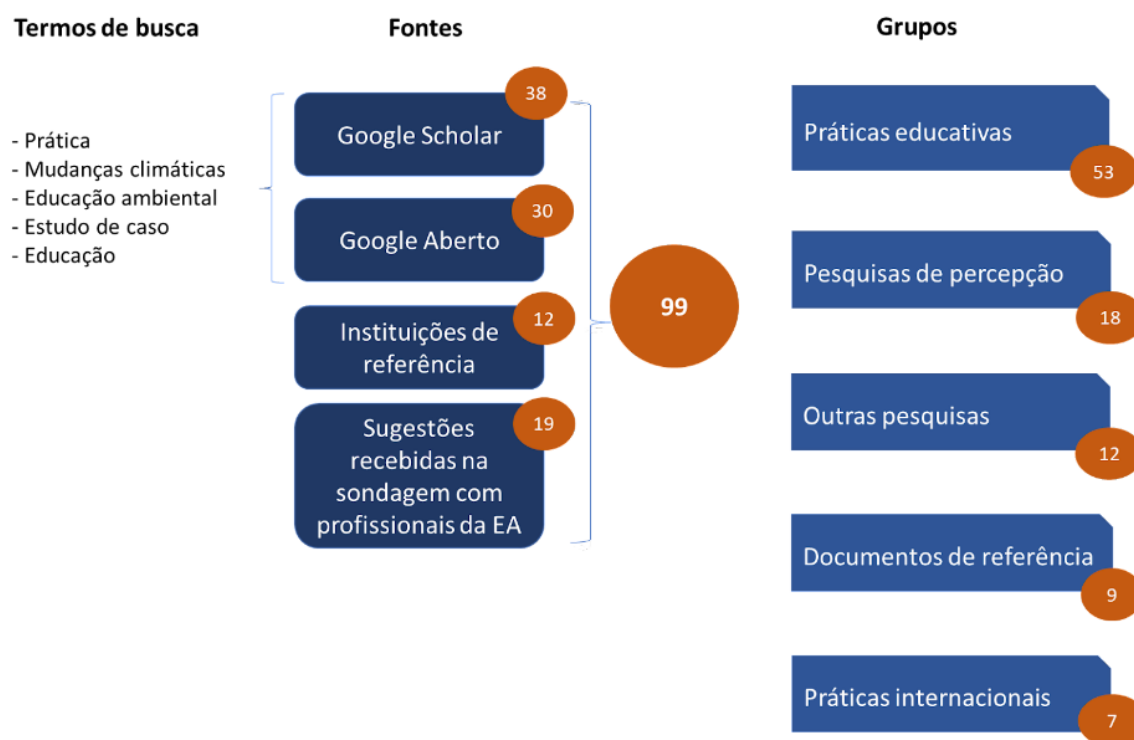 Termos de busca
- Prática
- Mudanças climáticas
- Educação ambiental
- Estudo de caso
- Educação
Fontes
38
Google Scholar
30
Google Aberto
12
Instituições de
referência
19
Sugestões
recebidas na
sondagem com
profissionais da EA
99
Grupos
Práticas educativas
53
Pesquisas de percepção
18
Outras pesquisas
12
Documentos de referência
9
Práticas internacionais
7